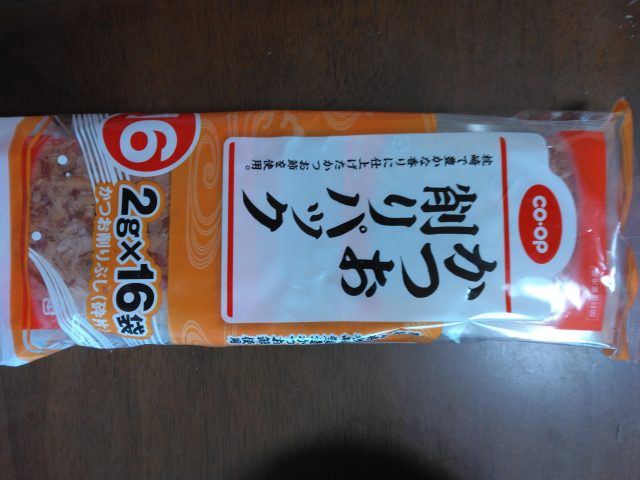 CO·OP
かつお
削りパック
枕崎で豊かな香りに仕上げたかつお節を使用。
16
2g×16袋
かつお削りぶし(砕片